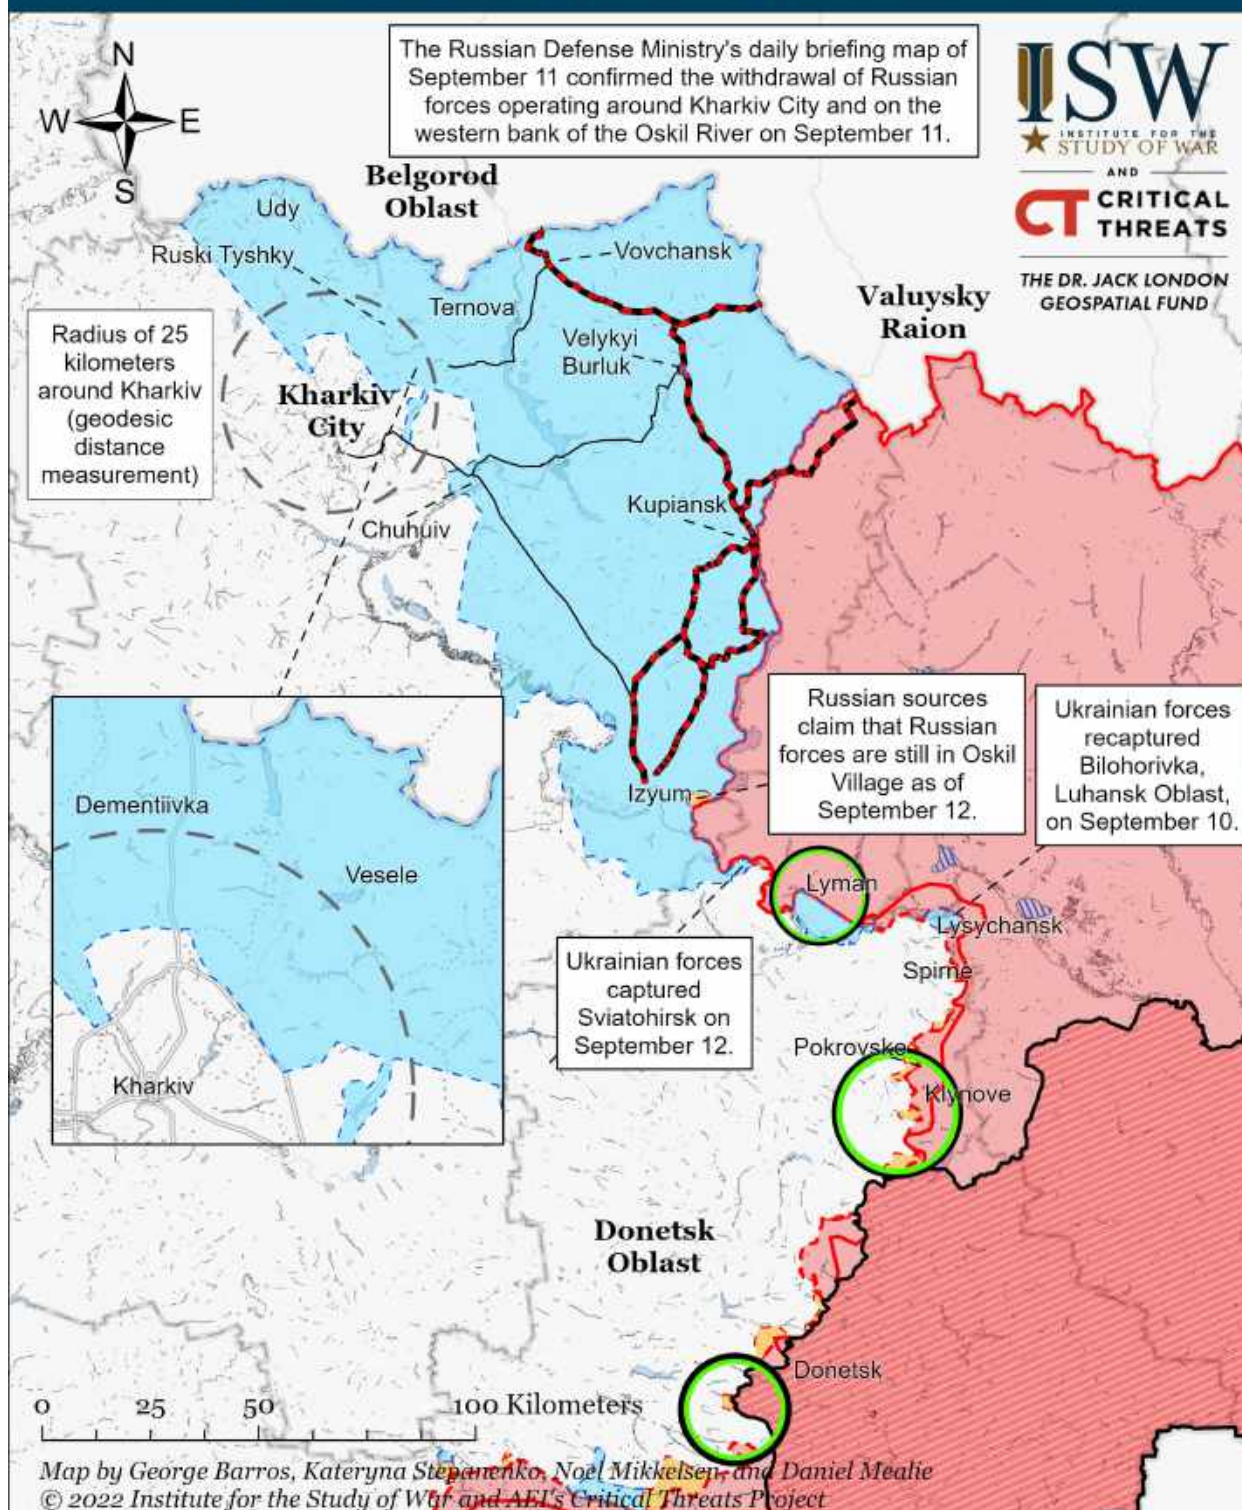 The Russian Defense Ministry's daily briefing map of
September 11 confirmed the withdrawal of Russian
forces operating around Kharkiv City and on the
western bank of the Oskil River on September 11.
ISW
INSTITUTE FOR THE
STUDY OF WAR
AND
CT CRITICAL
THREATS
THE DR. JACK LONDON
GEOSPATIAL FUND
N
W
E
S
Belgorod
Oblast
Udy
Ruski Tyshky
Vovchansk
Ternova
Valuysky
Raion
Velykyi
Burluk
Radius of 25
kilometers
around Kharkiv
(geodesic
distance
measurement)
Kharkiv
City
Kupiansk
Chuhuiv
Russian sources
claim that Russian
forces are still in Oskil
Village as of
September 12.
Ukrainian forces
recaptured
Bilohorivka,
Luhansk Oblast,
on September 10.
Izyum
Dementiivka
Vesele
Kharkiv
Lyman
Lysychansk
Spirne
Ukrainian forces
captured
Sviatohirsk on
September 12.
Pokrovske
Klynove
Donetsk
Oblast
Donetsk
0 25 50 100 Kilometers
Map by George Barros, Kateryna Stepanenko, Noel Mikkelsen, and Daniel Mealie
© 2022 Institute for the Study of War and AEI's Critical Threats Project